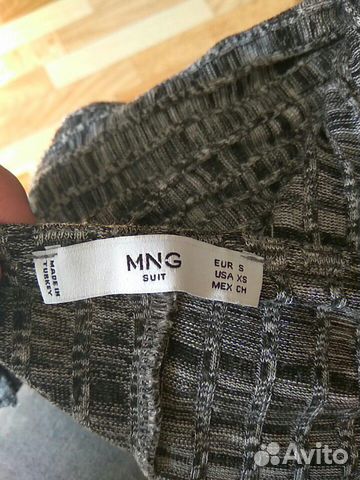 MADE IN
TURKEY
MNG
SUIT
EUR S
USA XS
MEX CH
Avito